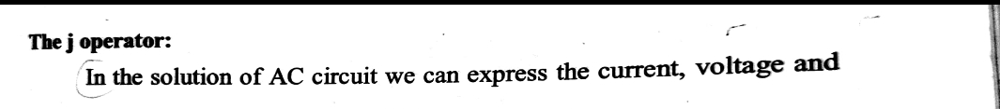 The j operator:
In the solution of AC circuit we can express the current, voltage and